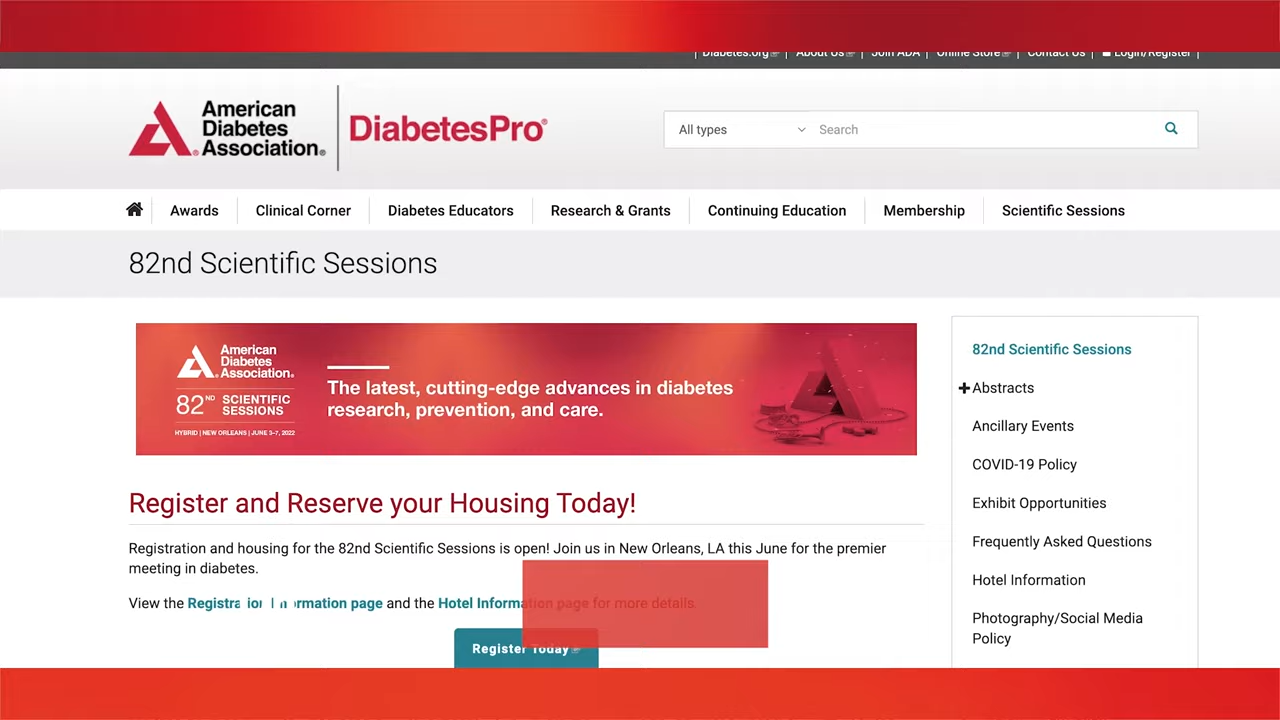 Diabetes.org | About Us | Join ADA | Online Store | Contact Us | Login/Register |
American
Diabetes
Association®
DiabetesPro®
All types
Search
Awards
Clinical Corner
Diabetes Educators
Research & Grants
Continuing Education
Membership
Scientific Sessions
82nd Scientific Sessions
American
Diabetes
Association®
82ND SCIENTIFIC
SESSIONS
HYBRID | NEW ORLEANS | JUNE 3–7, 2022
The latest, cutting-edge advances in diabetes
research, prevention, and care.
Register and Reserve your Housing Today!
Registration and housing for the 82nd Scientific Sessions is open! Join us in New Orleans, LA this June for the premier
meeting in diabetes.
View the Registration Information page and the Hotel Information page for more details.
Register Today
82nd Scientific Sessions
Abstracts
Ancillary Events
COVID-19 Policy
Exhibit Opportunities
Frequently Asked Questions
Hotel Information
Photography/Social Media
Policy